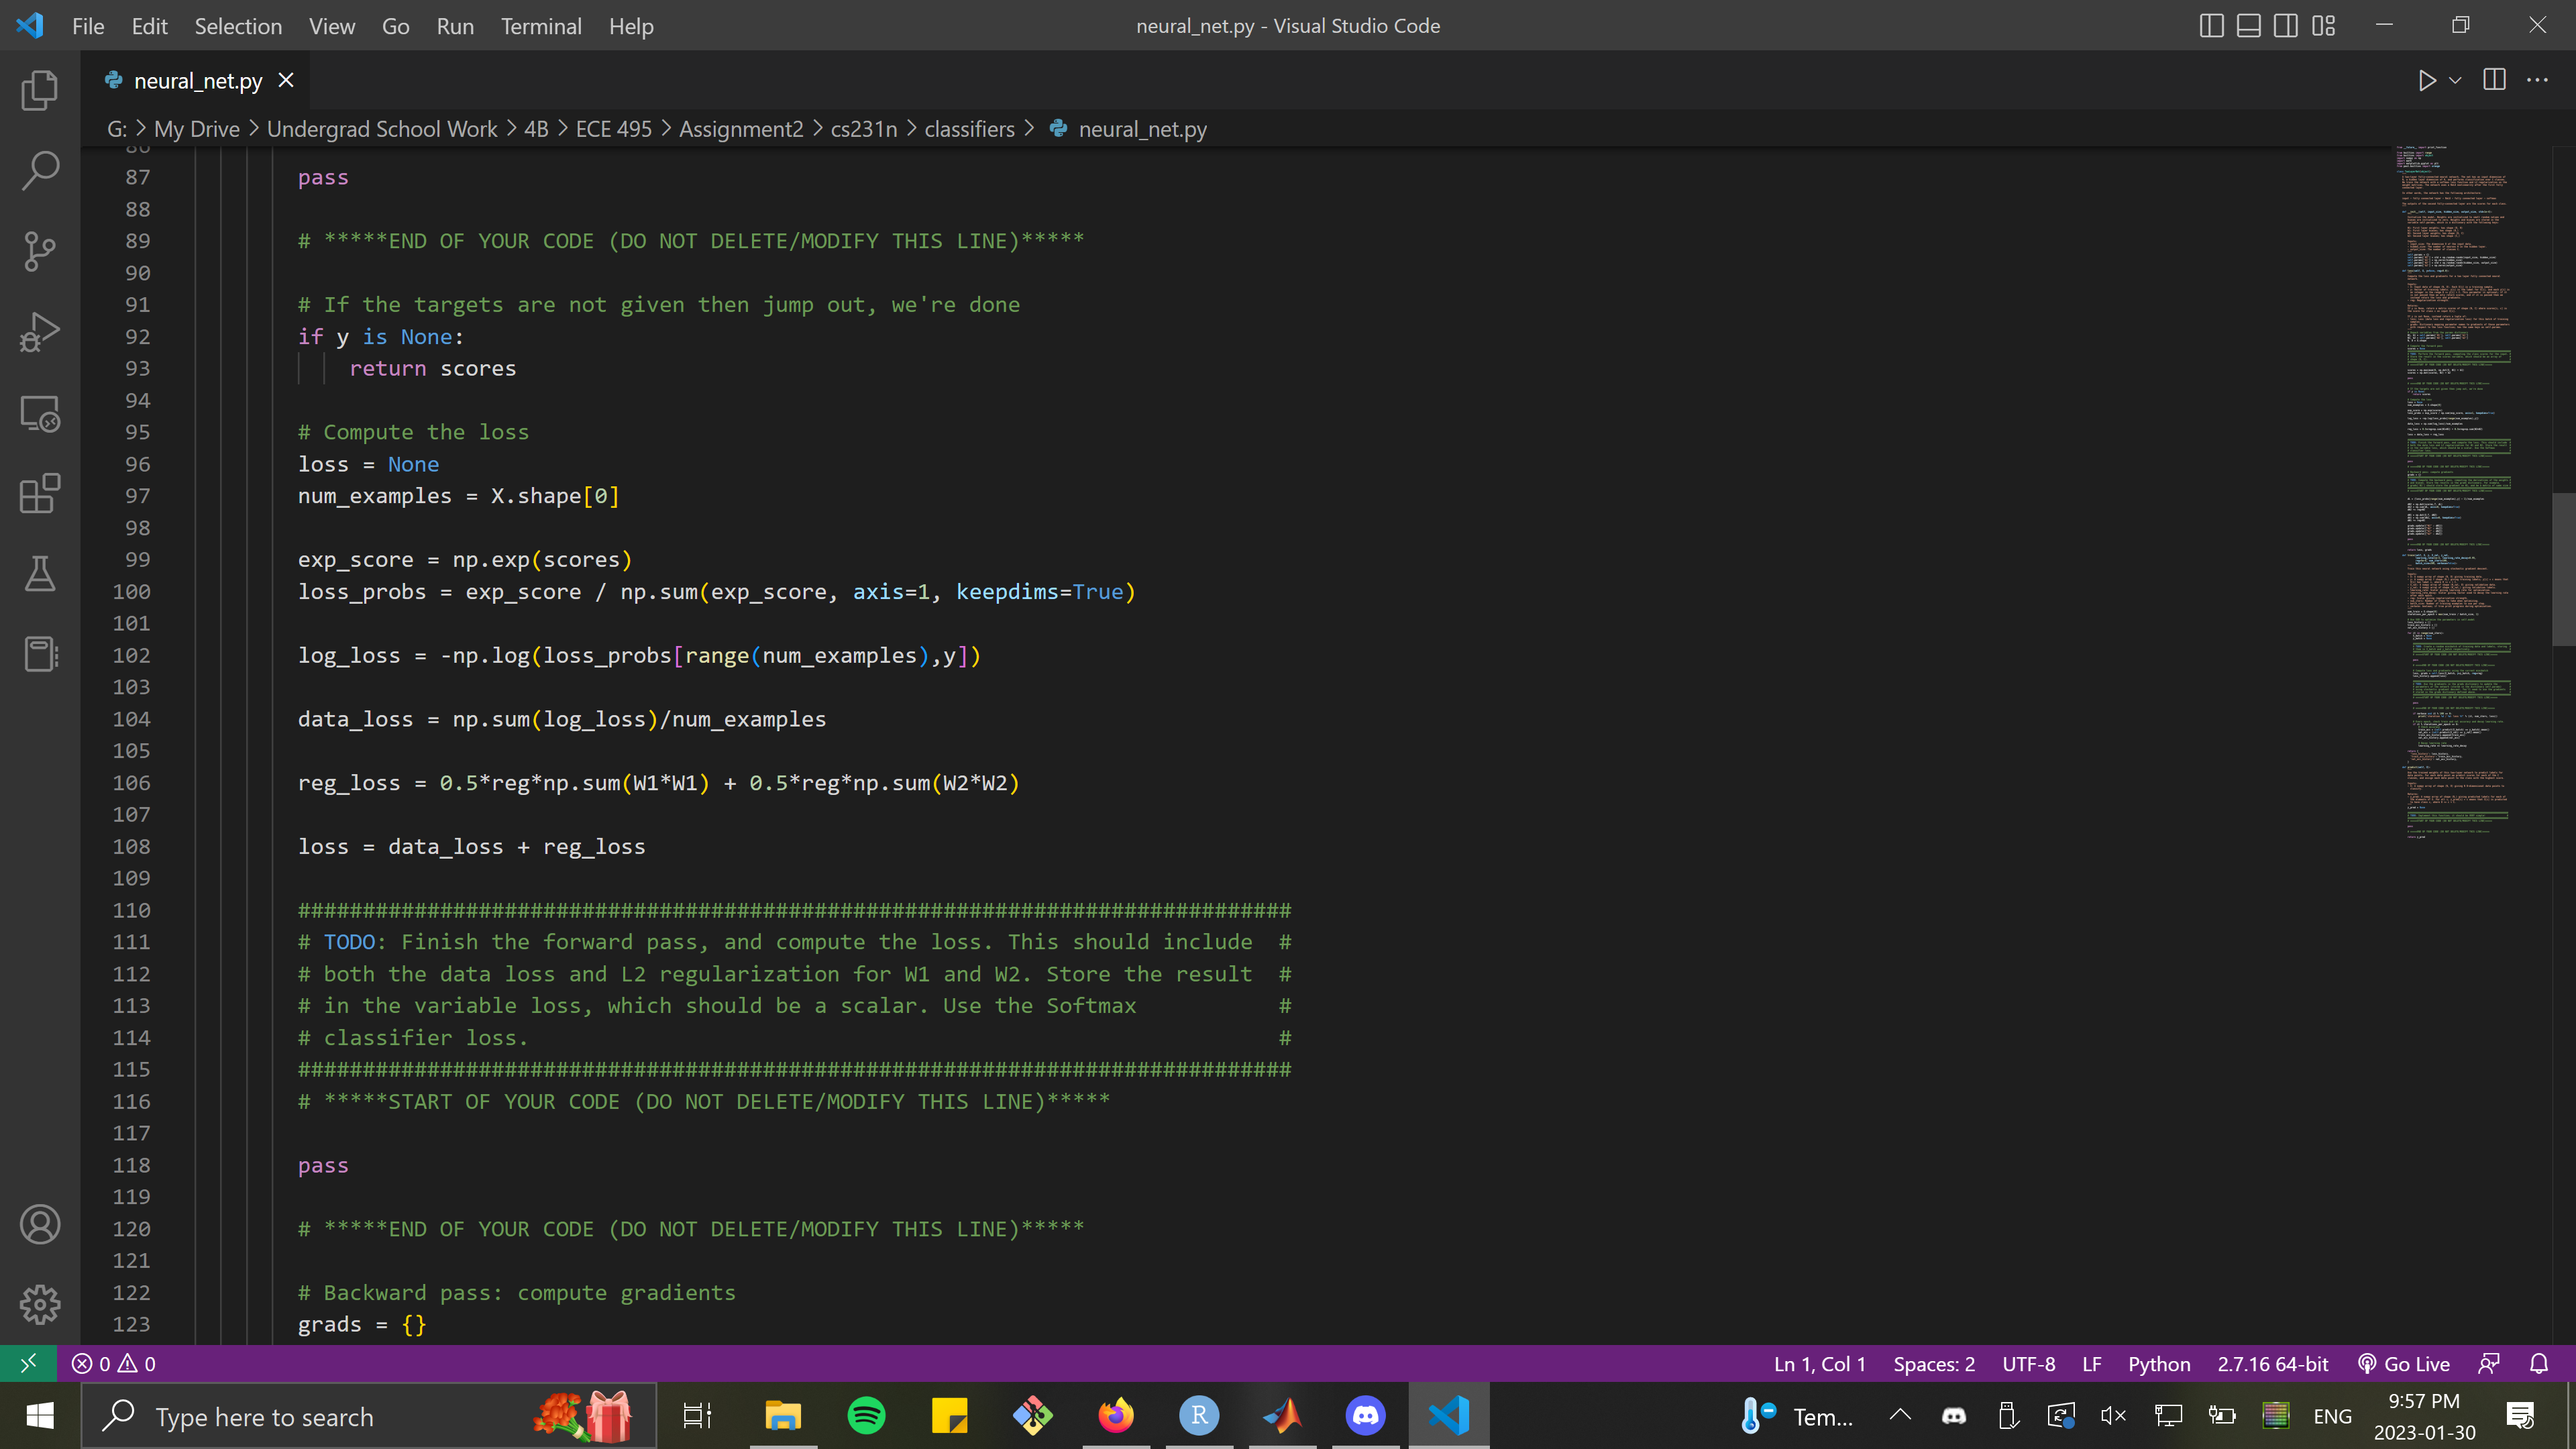 File Edit Selection View Go Run Terminal Help
neural_net.py - Visual Studio Code
neural_net.py
G: > My Drive > Undergrad School Work > 4B > ECE 495 > Assignment2 > cs231n > classifiers > neural_net.py
86
87 pass
88
89 # *****END OF YOUR CODE (DO NOT DELETE/MODIFY THIS LINE)*****
90
91 # If the targets are not given then jump out, we're done
92 if y is None:
93 return scores
94
95 # Compute the loss
96 loss = None
97 num_examples = X.shape[0]
98
99 exp_score = np.exp(scores)
100 loss_probs = exp_score / np.sum(exp_score, axis=1, keepdims=True)
101
102 log_loss = -np.log(loss_probs[range(num_examples),y])
103
104 data_loss = np.sum(log_loss)/num_examples
105
106 reg_loss = 0.5*reg*np.sum(W1*W1) + 0.5*reg*np.sum(W2*W2)
107
108 loss = data_loss + reg_loss
109
110 #############################################################################
111 # TODO: Finish the forward pass, and compute the loss. This should include #
112 # both the data loss and L2 regularization for W1 and W2. Store the result #
113 # in the variable loss, which should be a scalar. Use the Softmax #
114 # classifier loss. #
115 #############################################################################
116 # *****START OF YOUR CODE (DO NOT DELETE/MODIFY THIS LINE)*****
117
118 pass
119
120 # *****END OF YOUR CODE (DO NOT DELETE/MODIFY THIS LINE)*****
121
122 # Backward pass: compute gradients
123 grads = {}
0 0
Ln 1, Col 1 Spaces: 2 UTF-8 LF Python 2.7.16 64-bit Go Live
Type here to search
R
Tem...
ENG
9:57 PM
2023-01-30